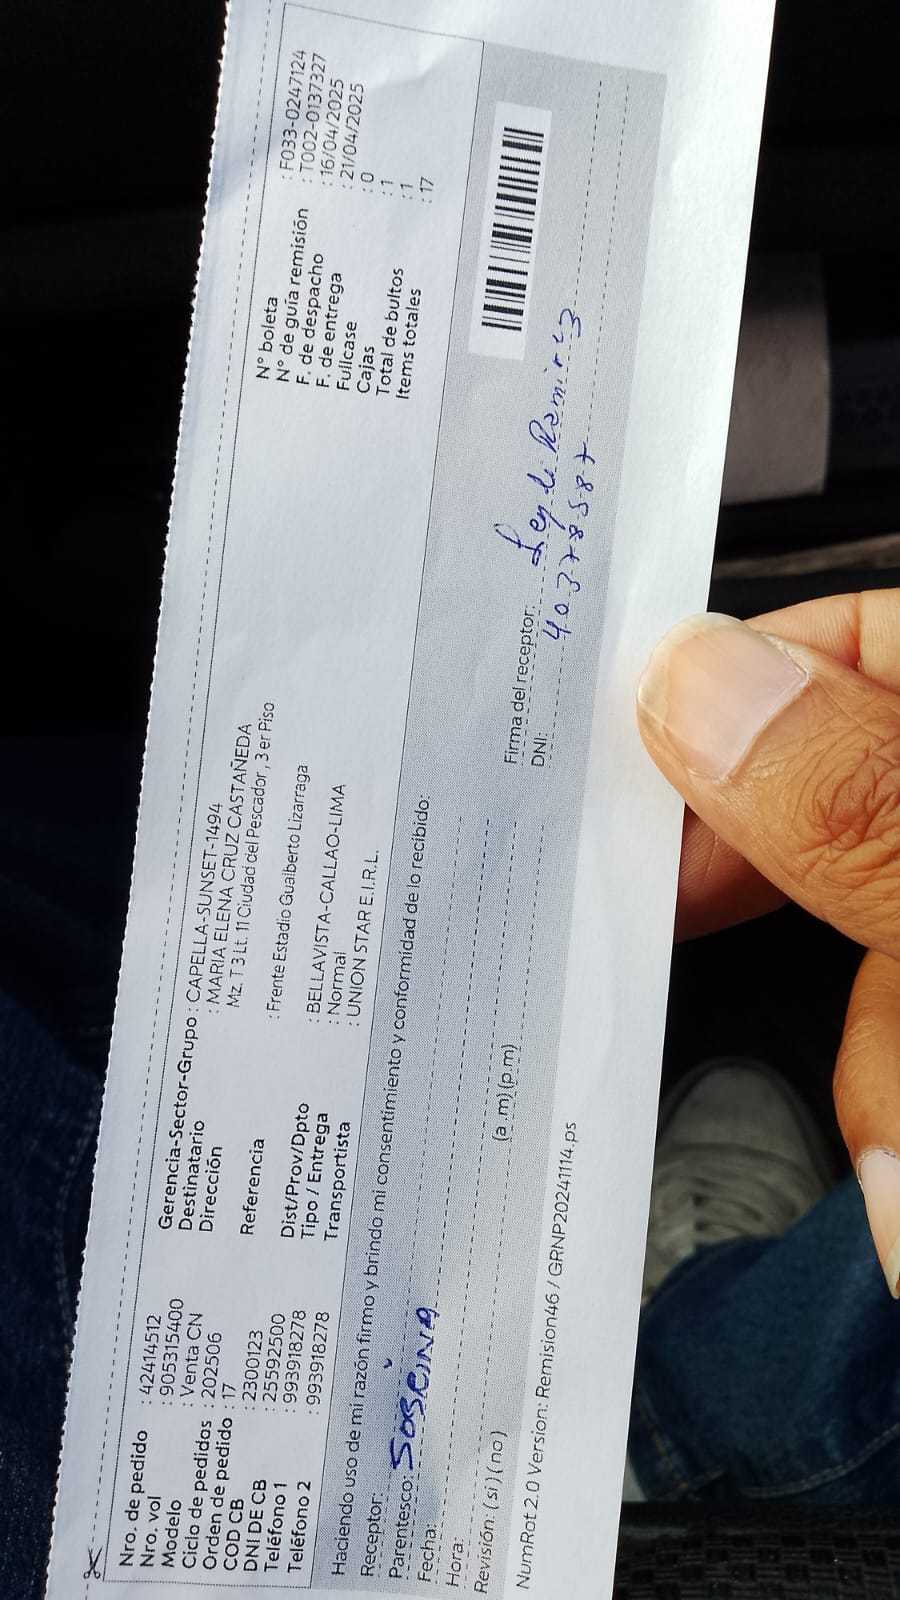 Nro. de pedido : 42414512
Nro. vol : 905315400
Modelo : Venta CN
Ciclo de pedidos : 202506
Orden de pedido : 17
COD CB : 2300123
DNI DE CB : 25592500
Teléfono 1 : 993918278
Teléfono 2 : 993918278
Gerencia-Sector-Grupo : CAPELLA-SUNSET-1494
Destinatario : MARIA ELENA CRUZ CASTAÑEDA
Dirección Mz. T 3 Lt. 11 Ciudad del Pescador , 3 er Piso
Referencia : Frente Estadio Gualberto Lizarraga
Dist/Prov/Dpto : BELLAVISTA-CALLAO-LIMA
Tipo / Entrega : Normal
Transportista : UNION STAR E.I.R.L.
N° boleta : F033-0247124
N° de guía remisión : T002-0137327
F. de despacho : 16/04/2025
F. de entrega : 21/04/2025
Fullcase : 0
Cajas : 1
Total de bultos : 1
Items totales : 17
Haciendo uso de mi razón firmo y brindo mi consentimiento y conformidad de lo recibido:
Receptor:
Parentesco: SOBRINA
Fecha:
Hora: (a .m) (p.m)
Revisión: (si) (no)
Firma del receptor: Leyde Ramirez
DNI: 40378587
NumRot 2.0 Version: Remision46 / GRNP20241114.ps